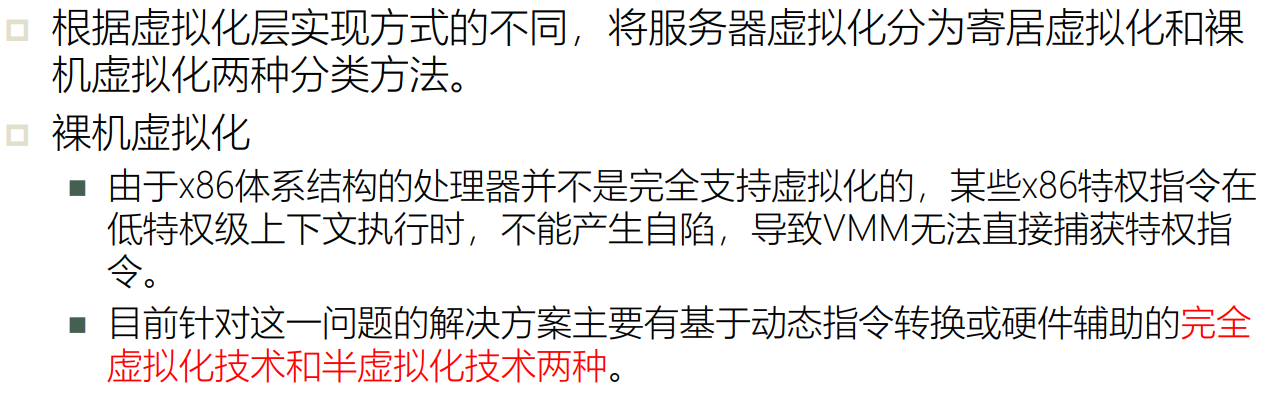 根据虚拟化层实现方式的不同，将服务器虚拟化分为寄居虚拟化和裸
机虚拟化两种分类方法。
裸机虚拟化
由于x86体系结构的处理器并不是完全支持虚拟化的，某些x86特权指令在
低特权级上下文执行时，不能产生自陷，导致VMM无法直接捕获特权指
令。
目前针对这一问题的解决方案主要有基于动态指令转换或硬件辅助的完全
虚拟化技术和半虚拟化技术两种。